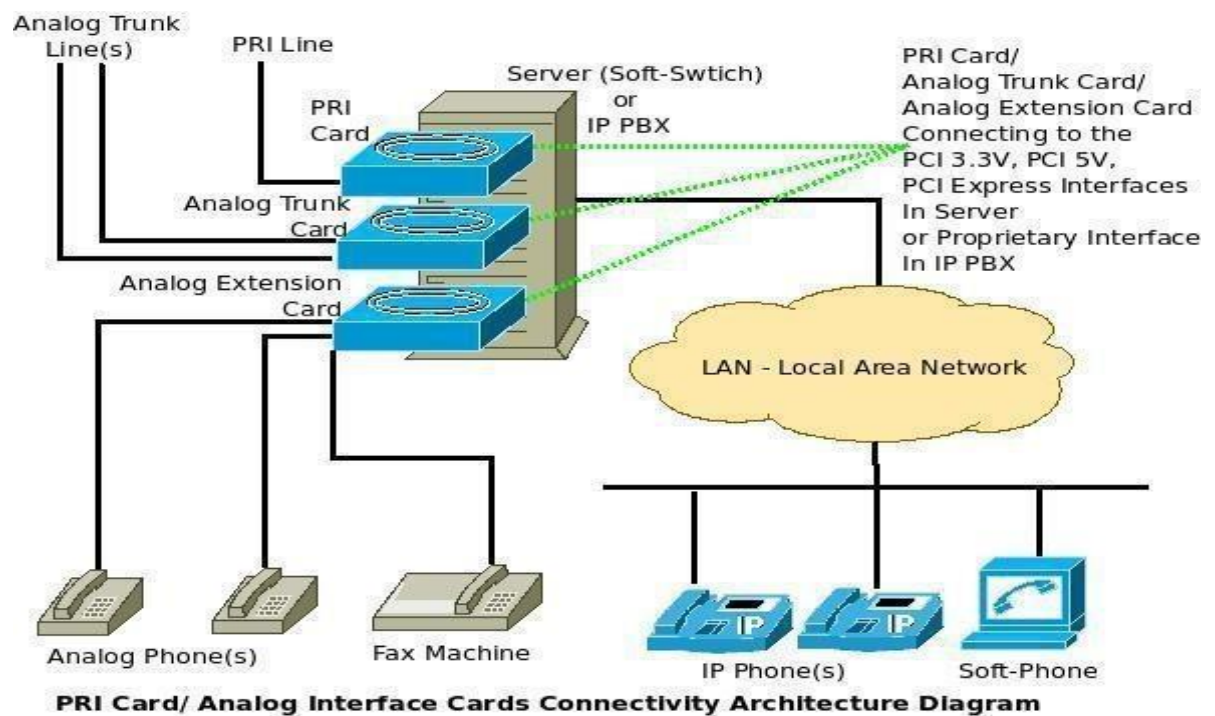 Analog Trunk
Line(s)
PRI Line
Server (Soft-Swtich)
or
IP PBX
PRI
Card
Analog Trunk
Card
Analog Extension
Card
PRI Card/
Analog Trunk Card/
Analog Extension Card
Connecting to the
PCI 3.3V, PCI 5V,
PCI Express Interfaces
In Server
or Proprietary Interface
In IP PBX
LAN - Local Area Network
Analog Phone(s)
Fax Machine
IP
IP
IP Phone(s)
Soft-Phone
PRI Card/ Analog Interface Cards Connectivity Architecture Diagram